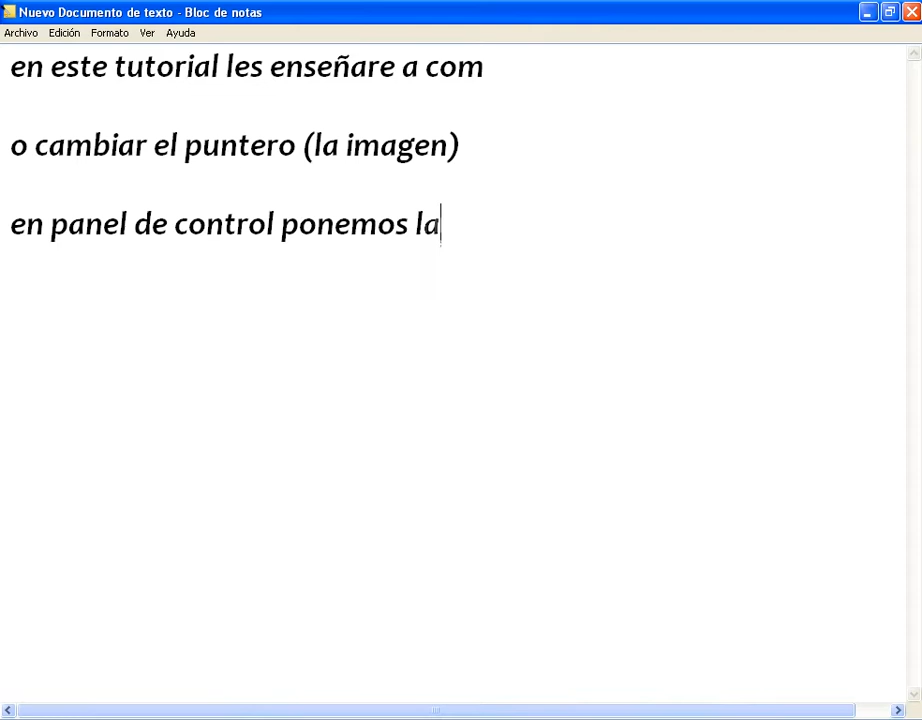 Nuevo Documento de texto - Bloc de notas
Archivo Edición Formato Ver Ayuda
en este tutorial les enseñare a com
o cambiar el puntero (la imagen)
en panel de control ponemos la